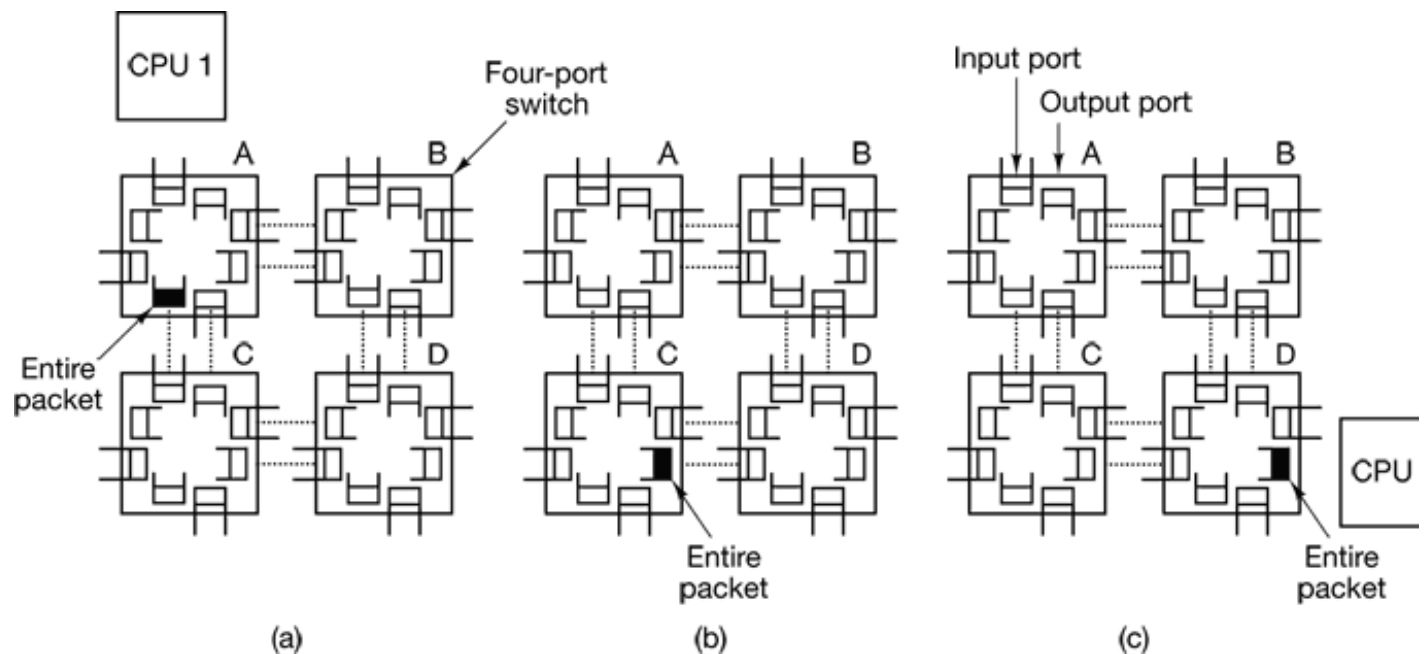 CPU 1
Four-port
switch
A
B
C
D
Entire
packet
(a)
A
B
C
D
Entire
packet
(b)
Input port
Output port
A
B
C
D
CPU
Entire
packet
(c)